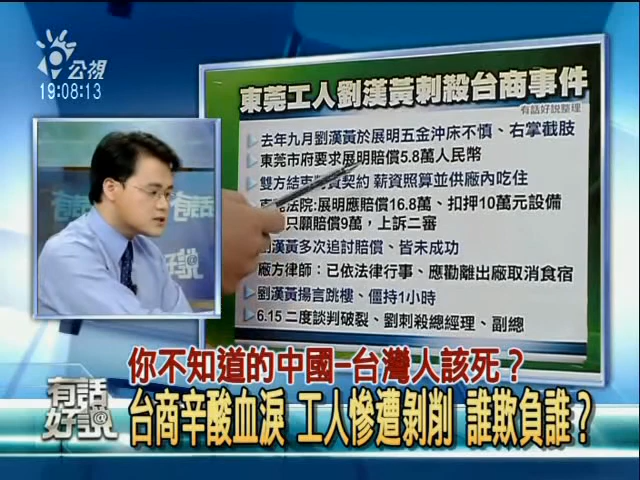 公視
19:08:13
東莞工人劉漢黃刺殺台商事件
有話好說整理
去年九月劉漢黃於展明五金沖床不慎、右掌截肢
東莞市府要求展明賠償5.8萬人民幣
雙方結束資契約 薪資照算並供廠內吃住
法院:展明應賠償16.8萬、扣押10萬元設備
只願賠償9萬，上訴二審
漢黃多次追討賠償、皆未成功
廠方律師：已依法律行事、應勸離出廠取消食宿
劉漢黃揚言跳樓、僵持1小時
6.15 二度談判破裂、劉刺殺總經理、副總
你不知道的中國–台灣人該死？
有話好說@
台商辛酸血淚 工人慘遭剝削 誰欺負誰？